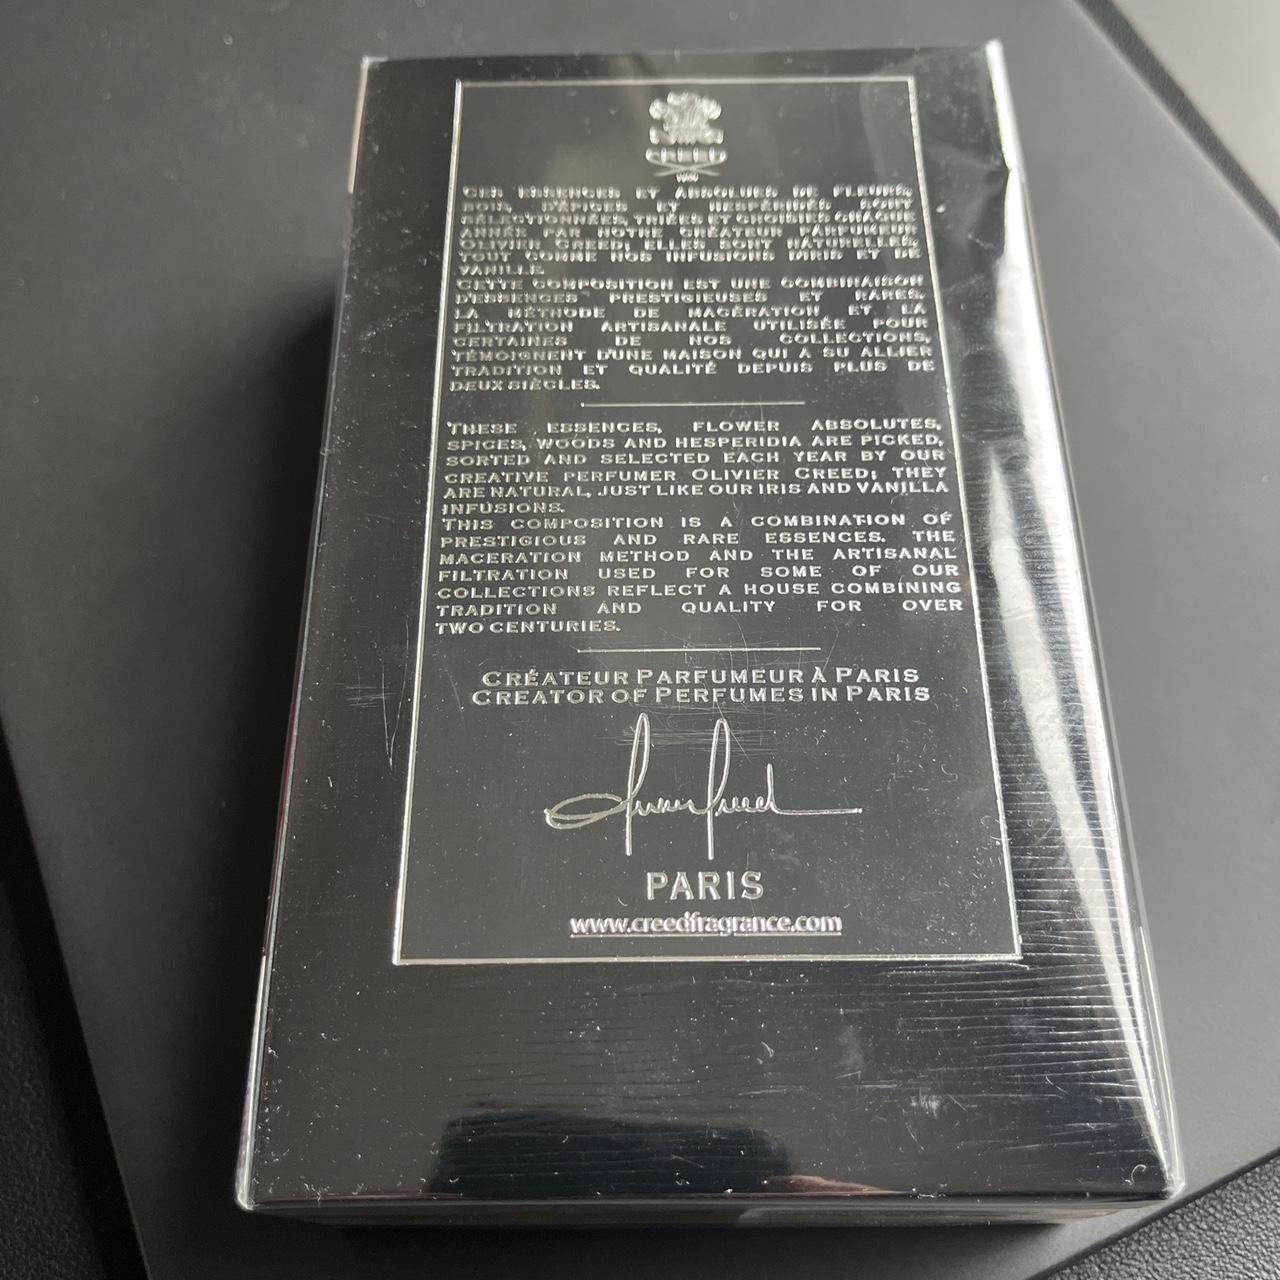 CREED
1760
CES ESSENCES ET ABSOLUES DE FLEURS,
BOIS, D'ÉPICES ET HESPÉRIDÉS SONT
SÉLECTIONNÉES, TRIÉES ET CHOISIES CHAQUE
ANNÉE PAR NOTRE CRÉATEUR PARFUMEUR
OLIVIER CREED; ELLES SONT NATURELLES,
TOUT COMME NOS INFUSIONS D'IRIS ET DE
VANILLE.
CETTE COMPOSITION EST UNE COMBINAISON
D'ESSENCES PRESTIGIEUSES ET RARES.
LA MÉTHODE DE MACÉRATION ET LA
FILTRATION ARTISANALE UTILISÉE POUR
CERTAINES DE NOS COLLECTIONS,
TÉMOIGNENT D'UNE MAISON QUI A SU ALLIER
TRADITION ET QUALITÉ DEPUIS PLUS DE
DEUX SIÈCLES.
THESE ESSENCES, FLOWER ABSOLUTES,
SPICES, WOODS AND HESPERIDIA ARE PICKED,
SORTED AND SELECTED EACH YEAR BY OUR
CREATIVE PERFUMER OLIVIER CREED; THEY
ARE NATURAL, JUST LIKE OUR IRIS AND VANILLA
INFUSIONS.
THIS COMPOSITION IS A COMBINATION OF
PRESTIGIOUS AND RARE ESSENCES. THE
MACERATION METHOD AND THE ARTISANAL
FILTRATION USED FOR SOME OF OUR
COLLECTIONS REFLECT A HOUSE COMBINING
TRADITION AND QUALITY FOR OVER
TWO CENTURIES.
CRÉATEUR PARFUMEUR À PARIS
CREATOR OF PERFUMES IN PARIS
Olivier Creed
PARIS
www.creedfragrance.com